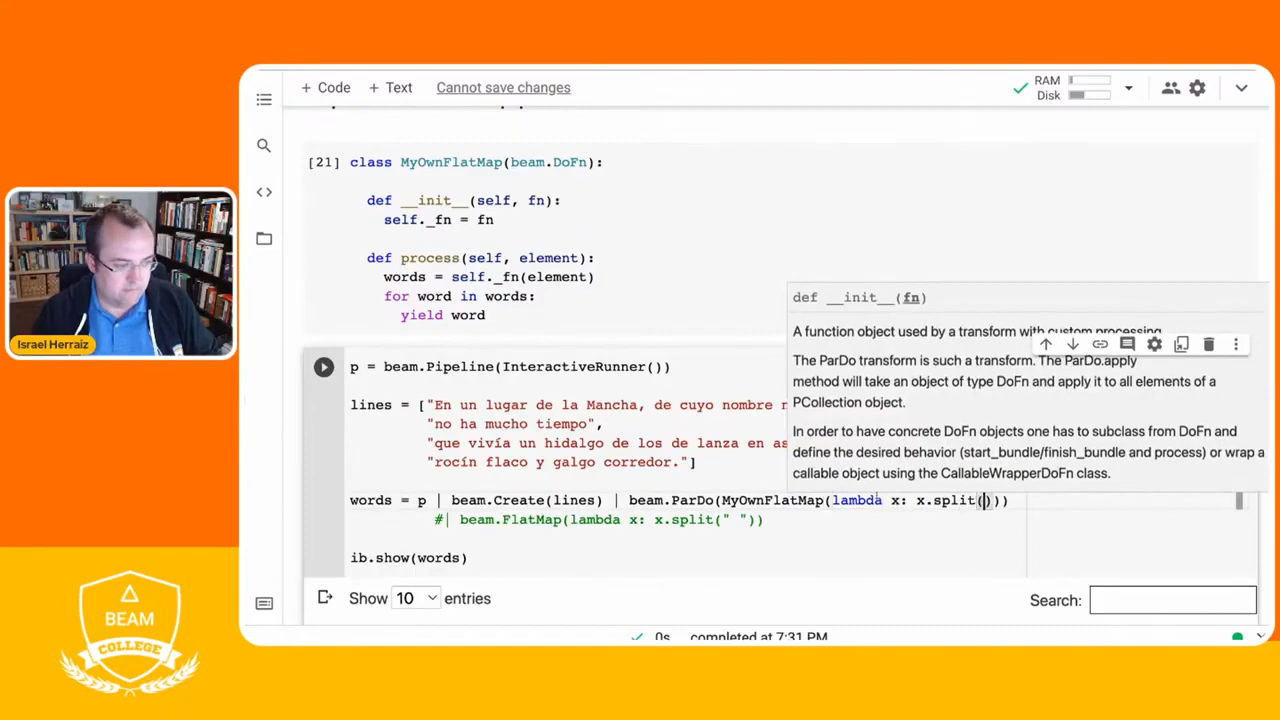 + Code + Text Cannot save changes
RAM
Disk
[21] class MyOwnFlatMap(beam.DoFn):
def __init__(self, fn):
self._fn = fn
def process(self, element):
words = self._fn(element)
for word in words:
yield word
def __init__(fn)
A function object used by a transform with custom processing.
The ParDo transform is such a transform. The ParDo.apply
method will take an object of type DoFn and apply it to all elements of a
PCollection object.
In order to have concrete DoFn objects one has to subclass from DoFn and
define the desired behavior (start_bundle/finish_bundle and process) or wrap a
callable object using the CallableWrapperDoFn class.
p = beam.Pipeline(InteractiveRunner())
lines = ["En un lugar de la Mancha, de cuyo nombre
"no ha mucho tiempo",
"que vivía un hidalgo de los de lanza en
"rocín flaco y galgo corredor."]
words = p | beam.Create(lines) | beam.ParDo(MyOwnFlatMap(lambda x: x.split()))
#| beam.FlatMap(lambda x: x.split(" "))
ib.show(words)
Show 10 entries
Search:
0s completed at 7:31 PM
Israel Herraiz
BEAM
COLLEGE